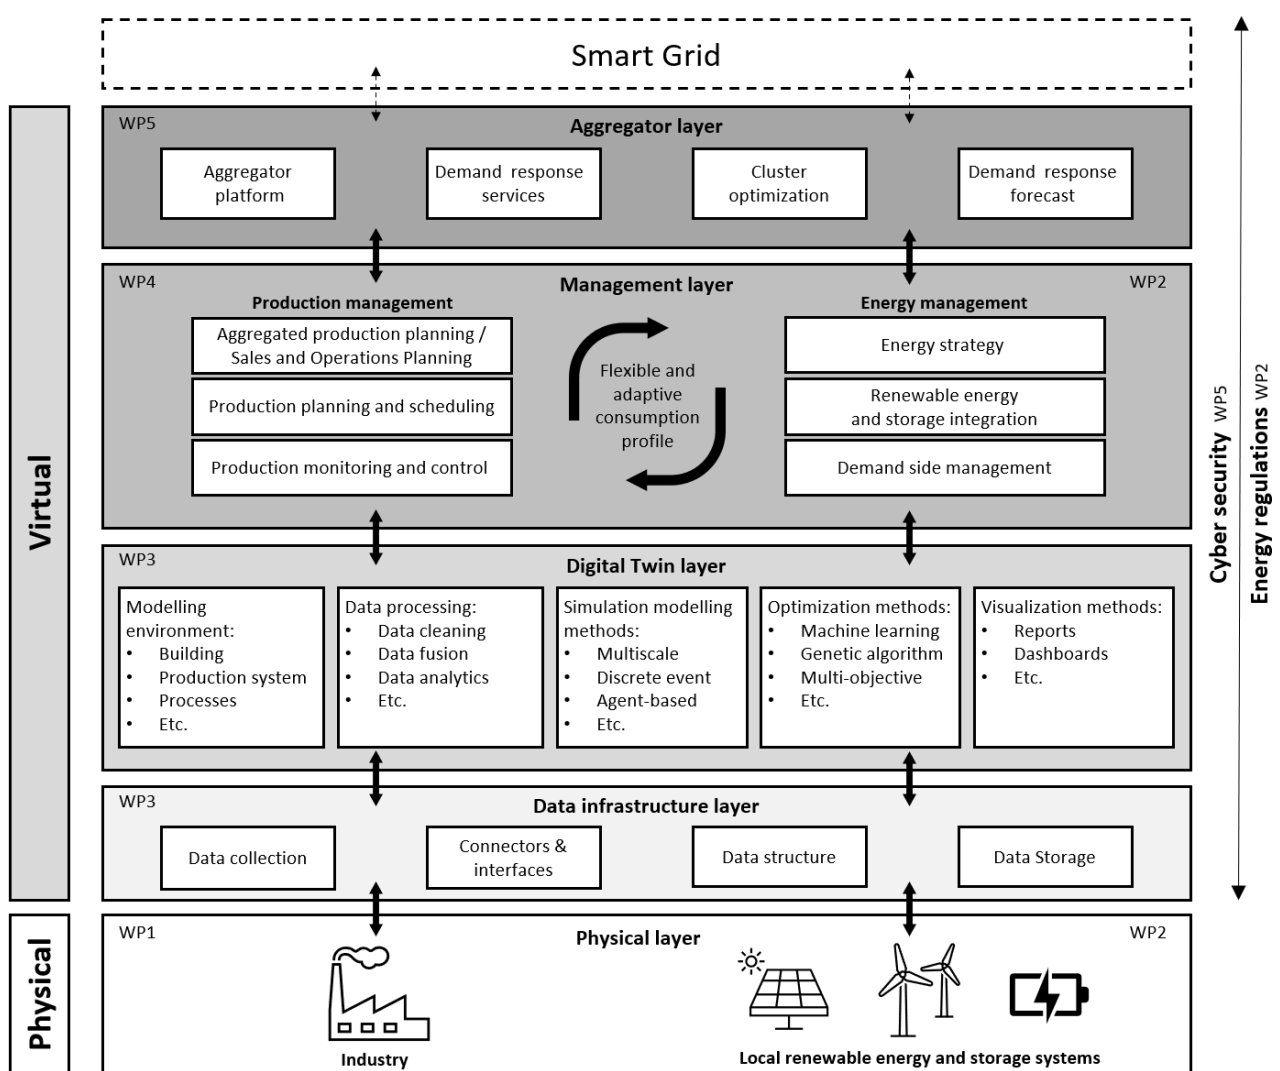 Smart Grid
WP5
Aggregator layer
Aggregator
platform
Demand response
services
Cluster
optimization
Demand response
forecast
WP4
Management layer
WP2
Production management
Aggregated production planning /
Sales and Operations Planning
Production planning and scheduling
Production monitoring and control
Flexible and
adaptive
consumption
profile
Energy management
Energy strategy
Renewable energy
and storage integration
Demand side management
WP3
Digital Twin layer
Modelling
environment:
• Building
• Production system
• Processes
• Etc.
Data processing:
• Data cleaning
• Data fusion
• Data analytics
• Etc.
Simulation modelling
methods:
• Multiscale
• Discrete event
• Agent-based
• Etc.
Optimization methods:
• Machine learning
• Genetic algorithm
• Multi-objective
• Etc.
Visualization methods:
• Reports
• Dashboards
• Etc.
WP3
Data infrastructure layer
Data collection
Connectors &
interfaces
Data structure
Data Storage
WP1
Physical layer
WP2
Industry
Local renewable energy and storage systems
Virtual
Physical
Cyber security WP5
Energy regulations WP2